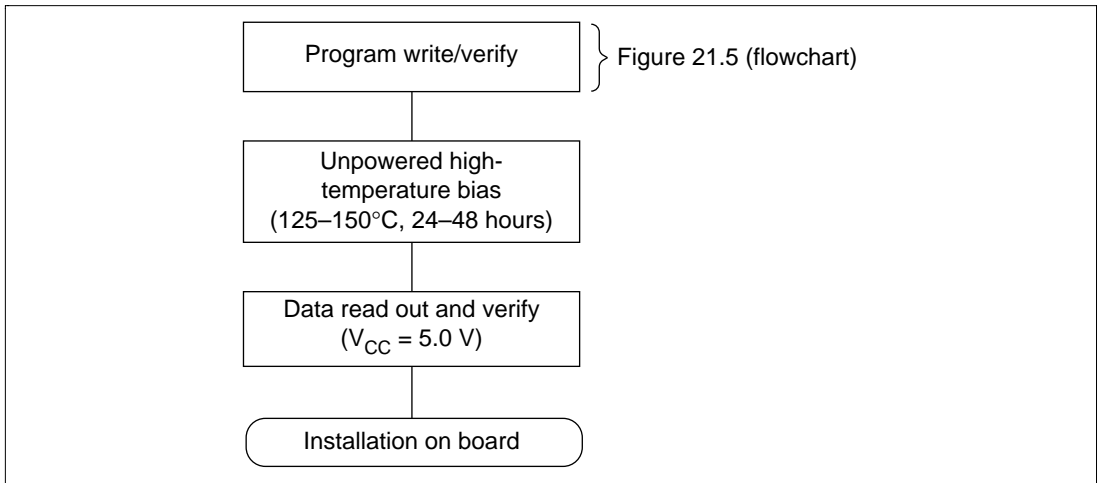 Program write/verify
Figure 21.5 (flowchart)
Unpowered high-
temperature bias
(125–150°C, 24–48 hours)
Data read out and verify
(VCC = 5.0 V)
Installation on board